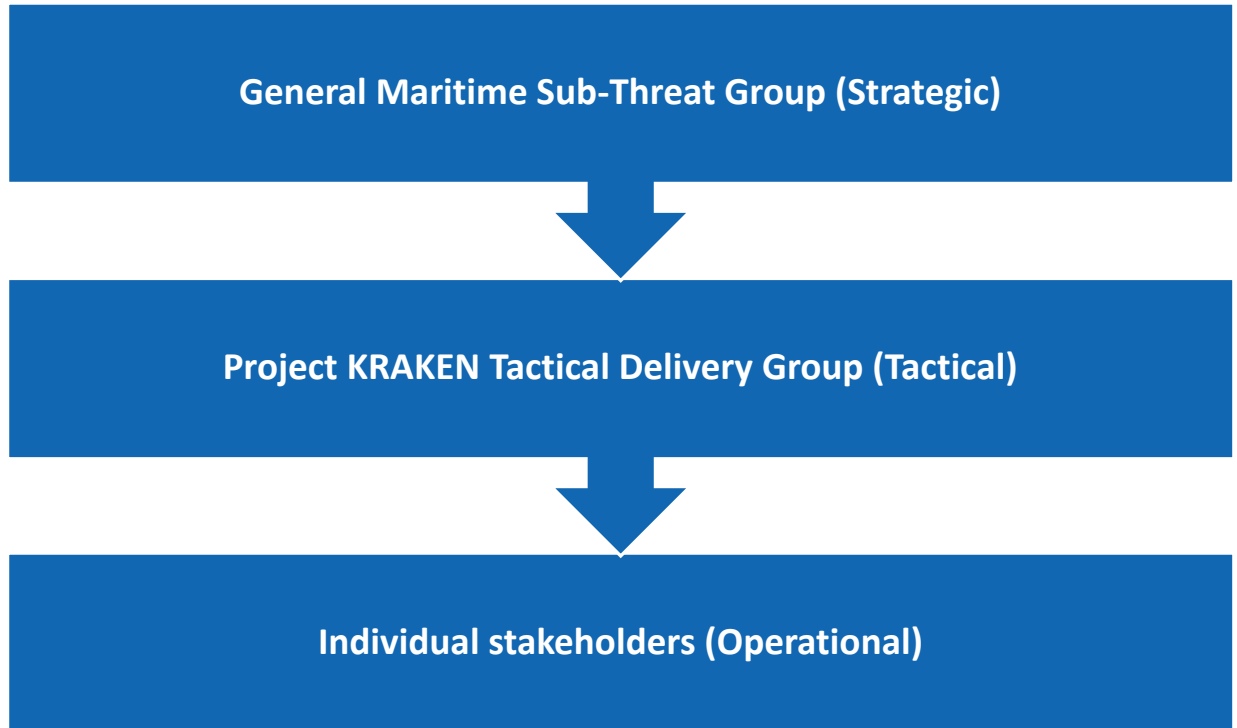 General Maritime Sub-Threat Group (Strategic)
Project KRAKEN Tactical Delivery Group (Tactical)
Individual stakeholders (Operational)